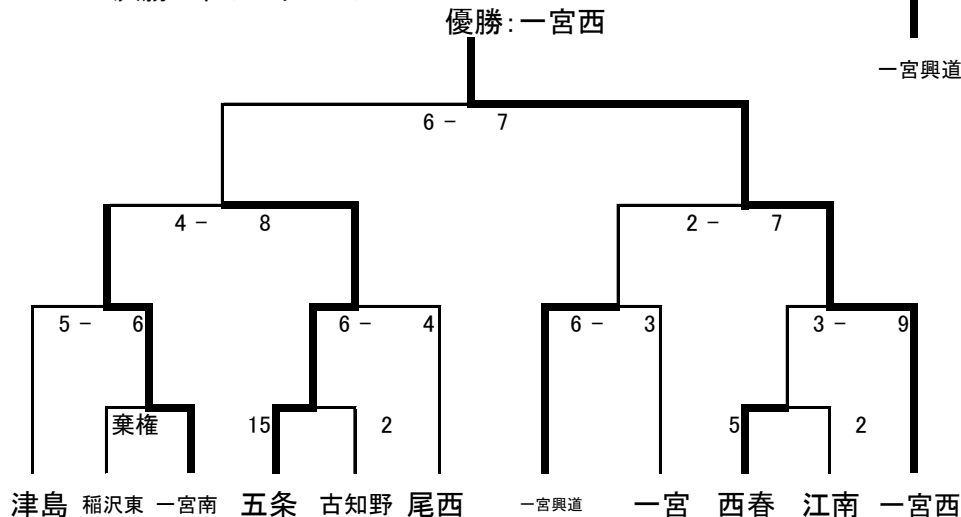 優勝：一宮西
一宮興道
6 － 7
4 － 8
2 － 7
5 － 6
6 － 4
6 － 3
3 － 9
棄権
15 2
5 2
津島 稲沢東 一宮南 五条 古知野 尾西 一宮興道 一宮 西春 江南 一宮西